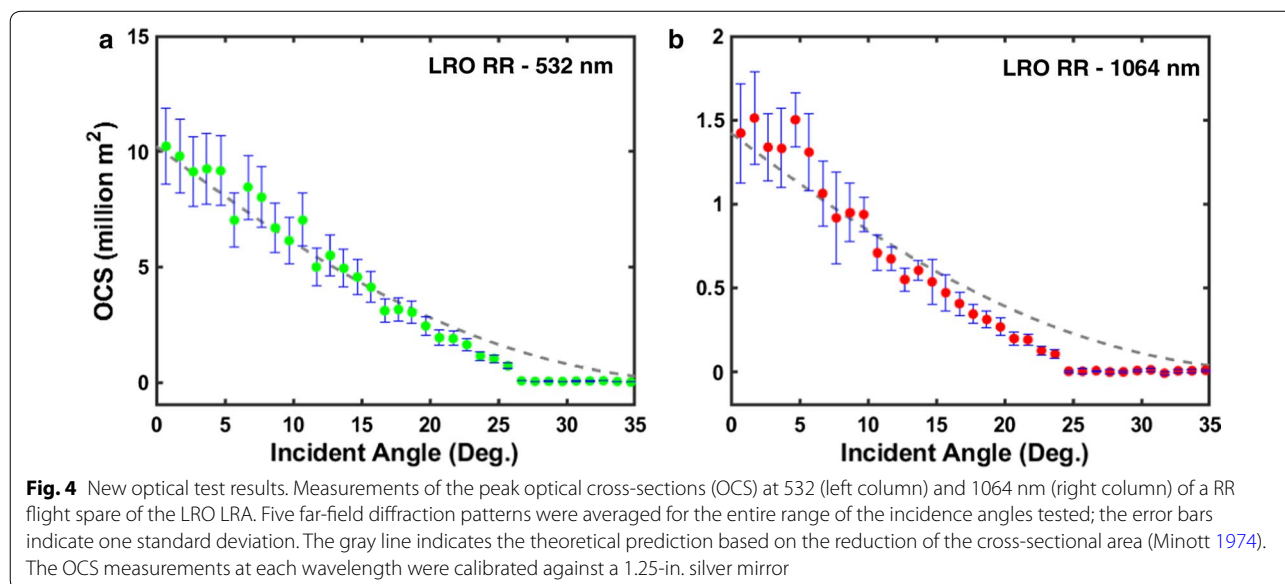 a
LRO RR - 532 nm
15
10
5
0
OCS (million m²)
0 5 10 15 20 25 30 35
Incident Angle (Deg.)
b
LRO RR - 1064 nm
2
1.5
1
0.5
0
0 5 10 15 20 25 30 35
Incident Angle (Deg.)
Fig. 4 New optical test results. Measurements of the peak optical cross-sections (OCS) at 532 (left column) and 1064 nm (right column) of a RR
flight spare of the LRO LRA. Five far-field diffraction patterns were averaged for the entire range of the incidence angles tested; the error bars
indicate one standard deviation. The gray line indicates the theoretical prediction based on the reduction of the cross-sectional area (Minott 1974).
The OCS measurements at each wavelength were calibrated against a 1.25-in. silver mirror